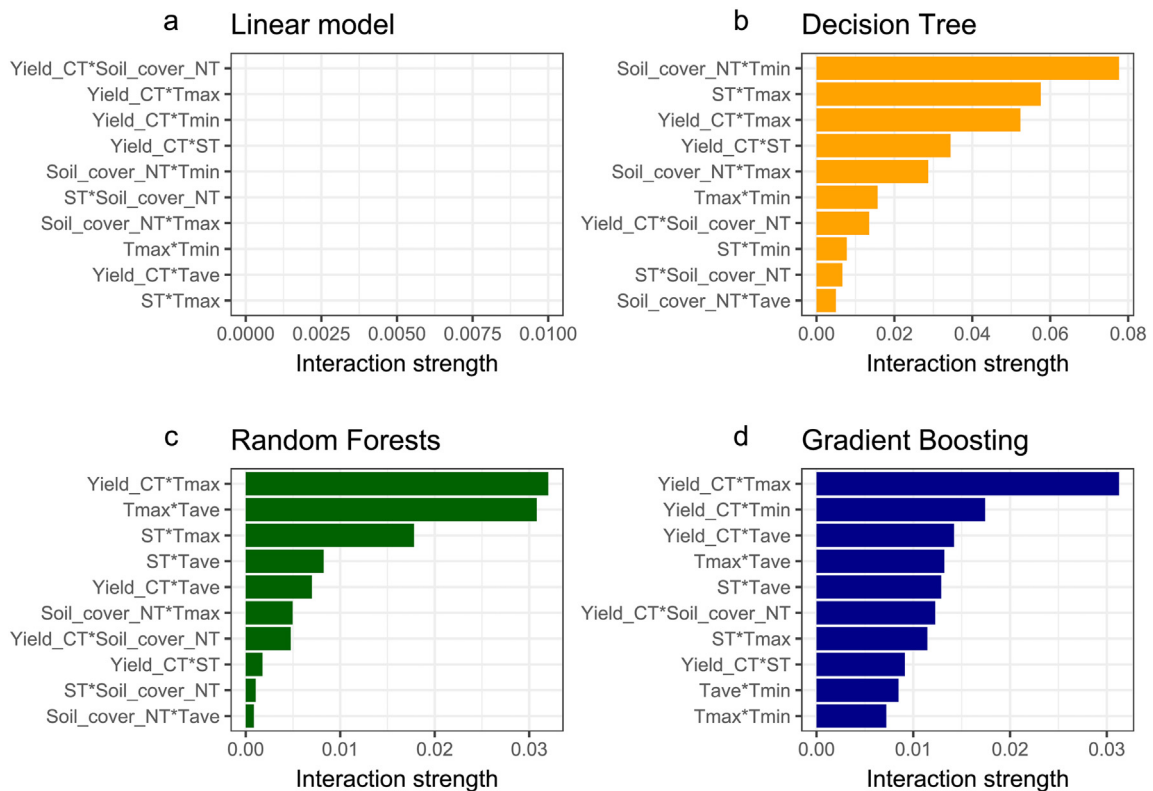 a Linear model
Yield_CT*Soil_cover_NT
Yield_CT*Tmax
Yield_CT*Tmin
Yield_CT*ST
Soil_cover_NT*Tmin
ST*Soil_cover_NT
Soil_cover_NT*Tmax
Tmax*Tmin
Yield_CT*Tave
ST*Tmax
0.0000 0.0025 0.0050 0.0075 0.0100
Interaction strength
b Decision Tree
Soil_cover_NT*Tmin
ST*Tmax
Yield_CT*Tmax
Yield_CT*ST
Soil_cover_NT*Tmax
Tmax*Tmin
Yield_CT*Soil_cover_NT
ST*Tmin
ST*Soil_cover_NT
Soil_cover_NT*Tave
0.00 0.02 0.04 0.06 0.08
Interaction strength
c Random Forests
Yield_CT*Tmax
Tmax*Tave
ST*Tmax
ST*Tave
Yield_CT*Tave
Soil_cover_NT*Tmax
Yield_CT*Soil_cover_NT
Yield_CT*ST
ST*Soil_cover_NT
Soil_cover_NT*Tave
0.00 0.01 0.02 0.03
Interaction strength
d Gradient Boosting
Yield_CT*Tmax
Yield_CT*Tmin
Yield_CT*Tave
Tmax*Tave
ST*Tave
Yield_CT*Soil_cover_NT
ST*Tmax
Yield_CT*ST
Tave*Tmin
Tmax*Tmin
0.00 0.01 0.02 0.03
Interaction strength